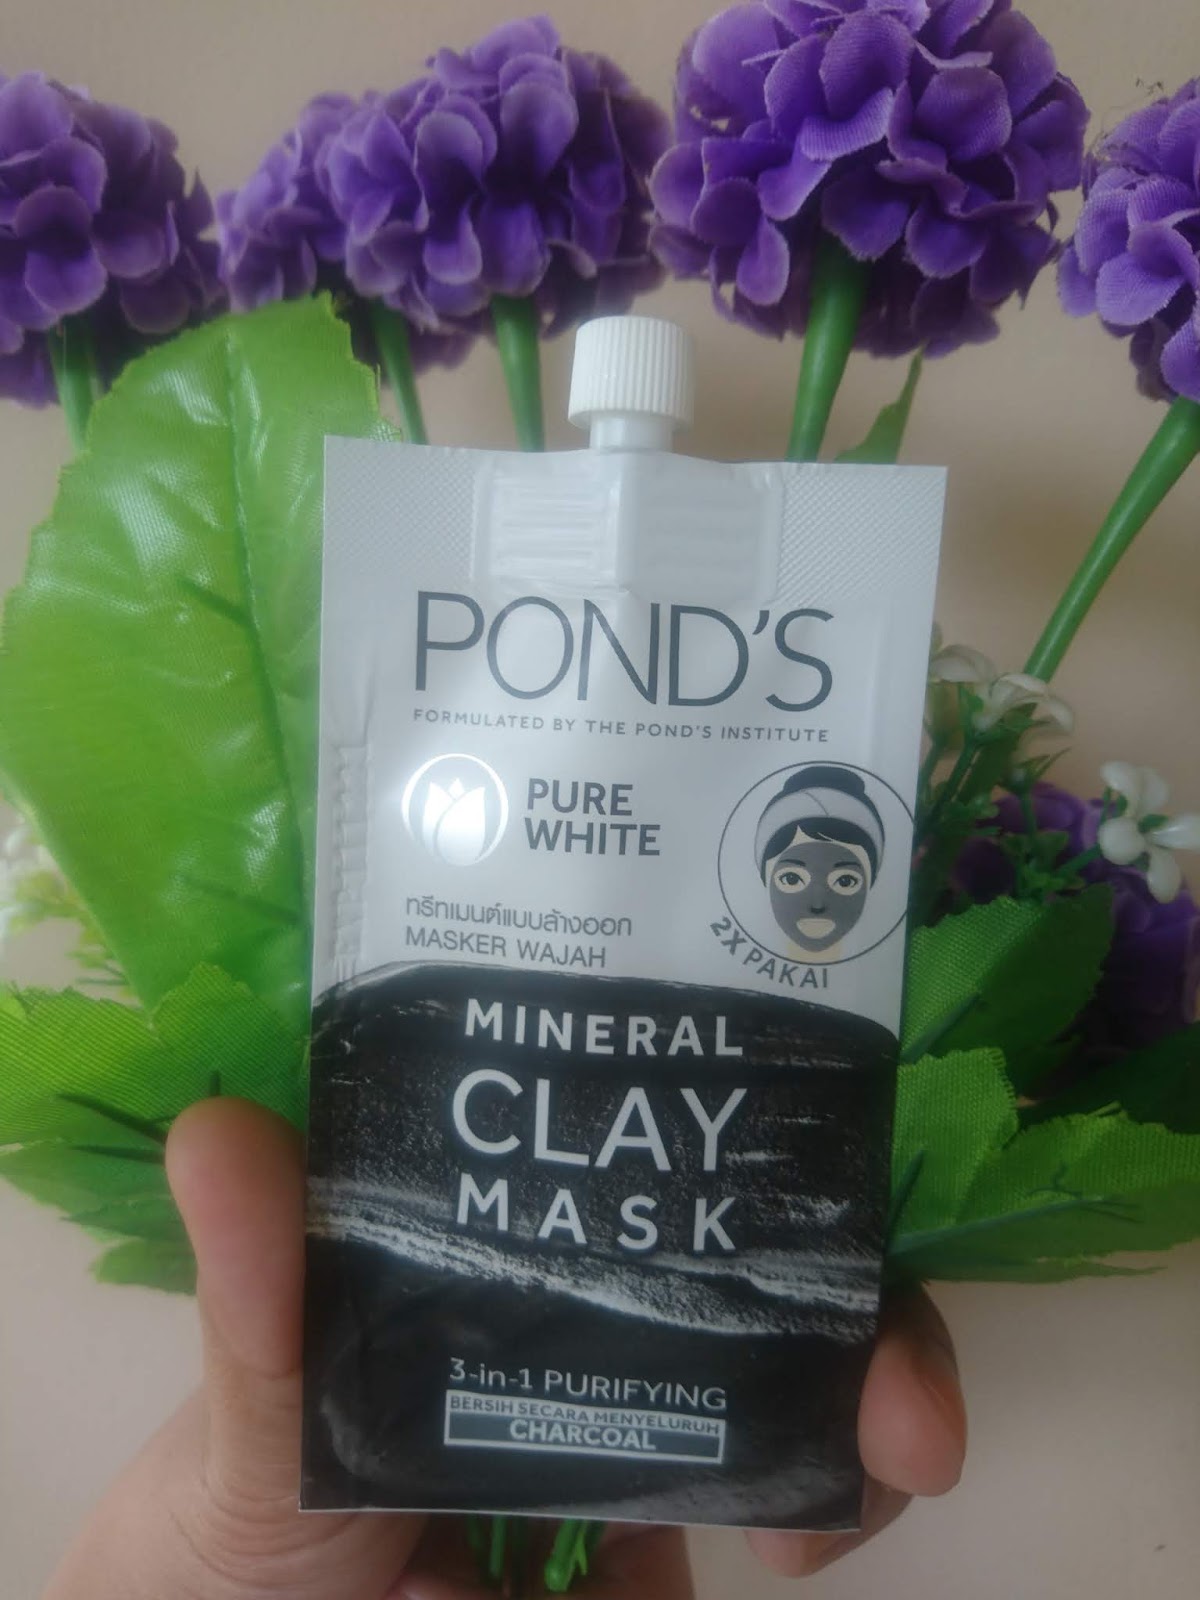 POND'S
FORMULATED BY THE POND'S INSTITUTE
PURE
WHITE
2X PAKAI
ทรีทเมนต์แบบล้างออก
MASKER WAJAH
MINERAL
CLAY
MASK
3-in-1 PURIFYING
BERSIH SECARA MENYELURUH
CHARCOAL